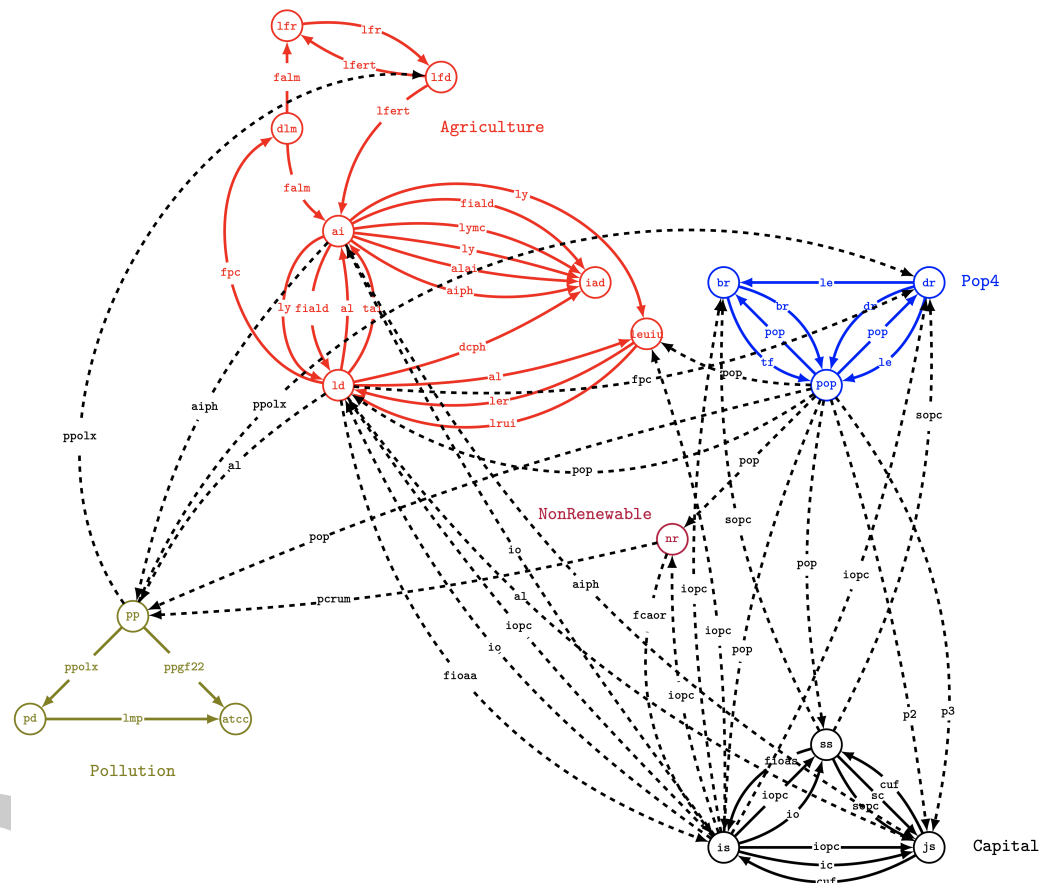 lfr
lfr
lfert
falm
lfd
lfert
Agriculture
dlm
falm
ly
fiald
ai
lymc
ly
alai
aiph
fpc
iad
br
le
dr
Pop4
ly
fiald
al
tai
br
dr
leuiu
pop
pop
dcph
tf
le
pop
fpc
al
ld
pop
ler
aiph
ppolx
lrui
sopc
ppolx
al
pop
pop
NonRenewable
sopc
pop
nr
io
pop
iopc
aiph
iopc
al
pcrum
fcaor
pp
iopc
iopc
io
pop
ppolx
ppgf22
fioaa
iopc
p2
p3
pd
lmp
atcc
ss
Pollution
fioas
cuf
iopc
sc
sopc
io
is
iopc
js
Capital
ic
cuf